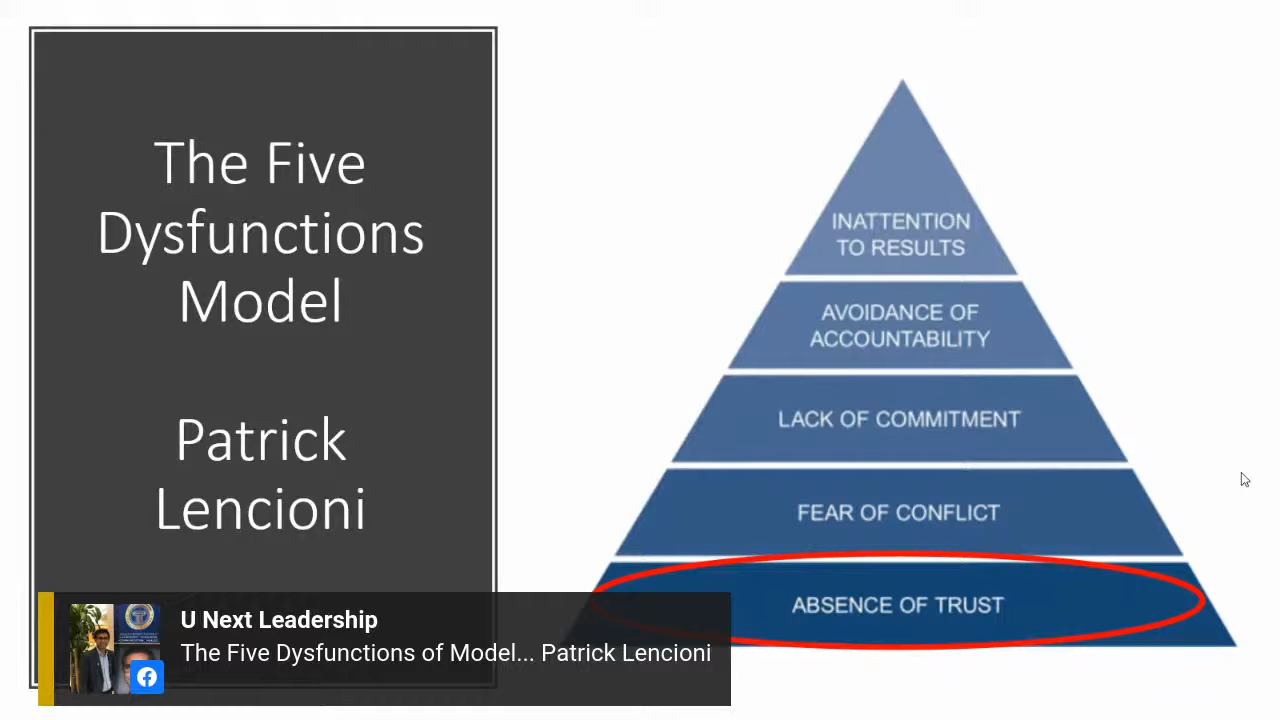 The Five
Dysfunctions
Model
Patrick
Lencioni
INATTENTION
TO RESULTS
AVOIDANCE OF
ACCOUNTABILITY
LACK OF COMMITMENT
FEAR OF CONFLICT
ABSENCE OF TRUST
U Next Leadership
The Five Dysfunctions of Model... Patrick Lencioni